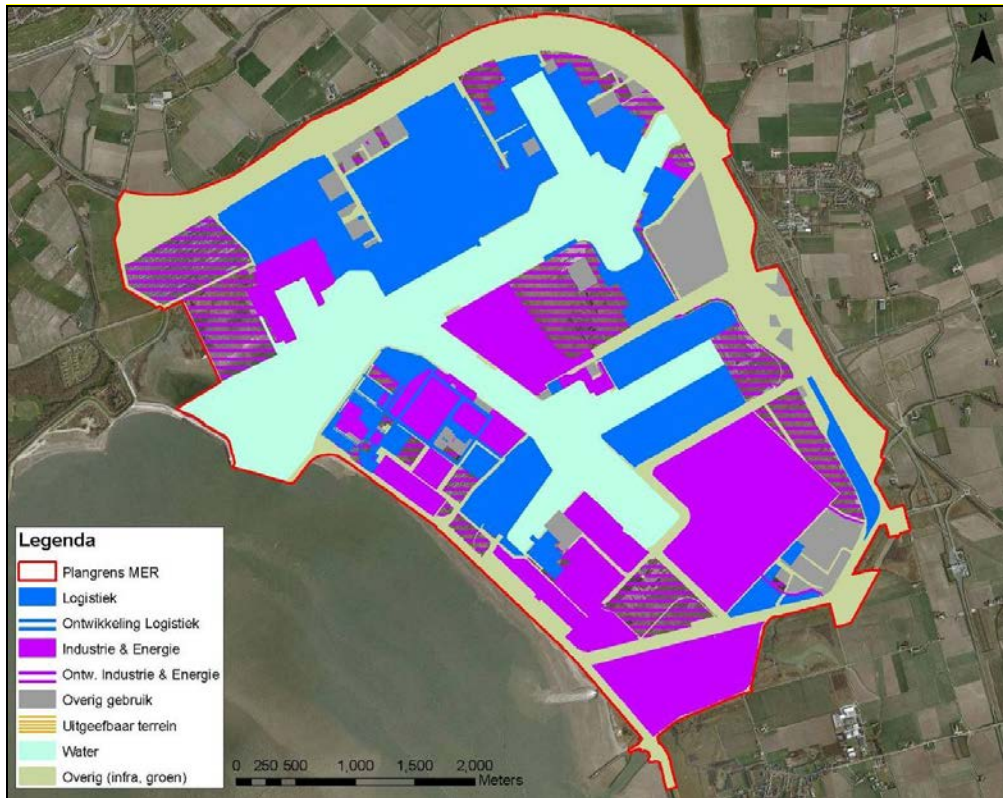 N
Legenda
Plangrens MER
Logistiek
Ontwikkeling Logistiek
Industrie & Energie
Ontw. Industrie & Energie
Overig gebruik
Uitgeefbaar terrein
Water
Overig (infra, groen)
0 250 500 1,000 1,500 2,000
Meters